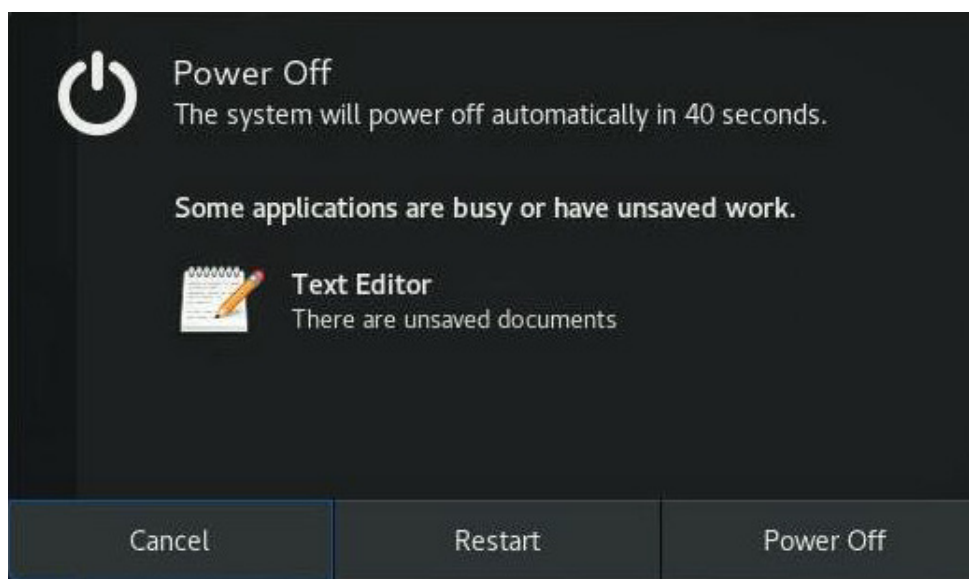 Power Off
The system will power off automatically in 40 seconds.
Some applications are busy or have unsaved work.
Text Editor
There are unsaved documents
Cancel
Restart
Power Off